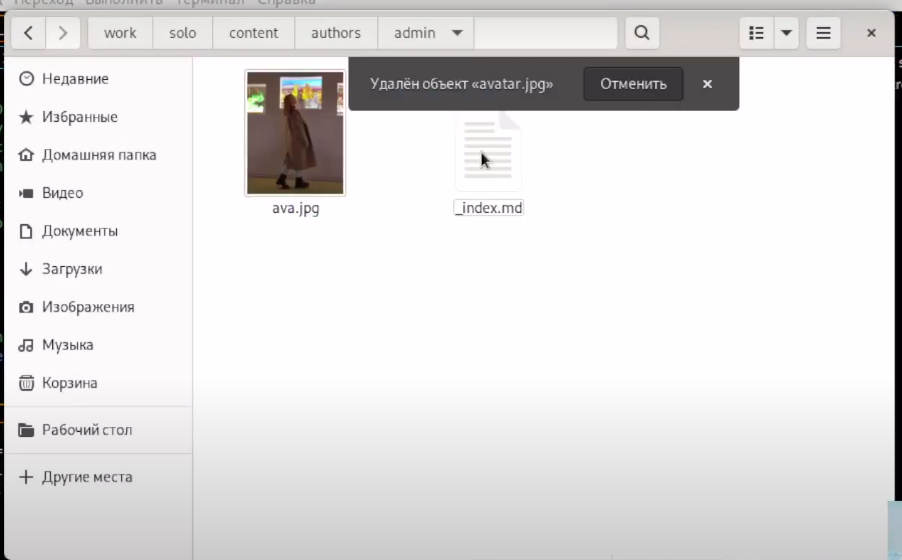 Переход Выполнить Терминал Справка
work solo content authors admin
Недавние
Избранные
Домашняя папка
Видео
Документы
Загрузки
Изображения
Музыка
Корзина
Рабочий стол
Другие места
Удалён объект «avatar.jpg» Отменить
ava.jpg
_index.md